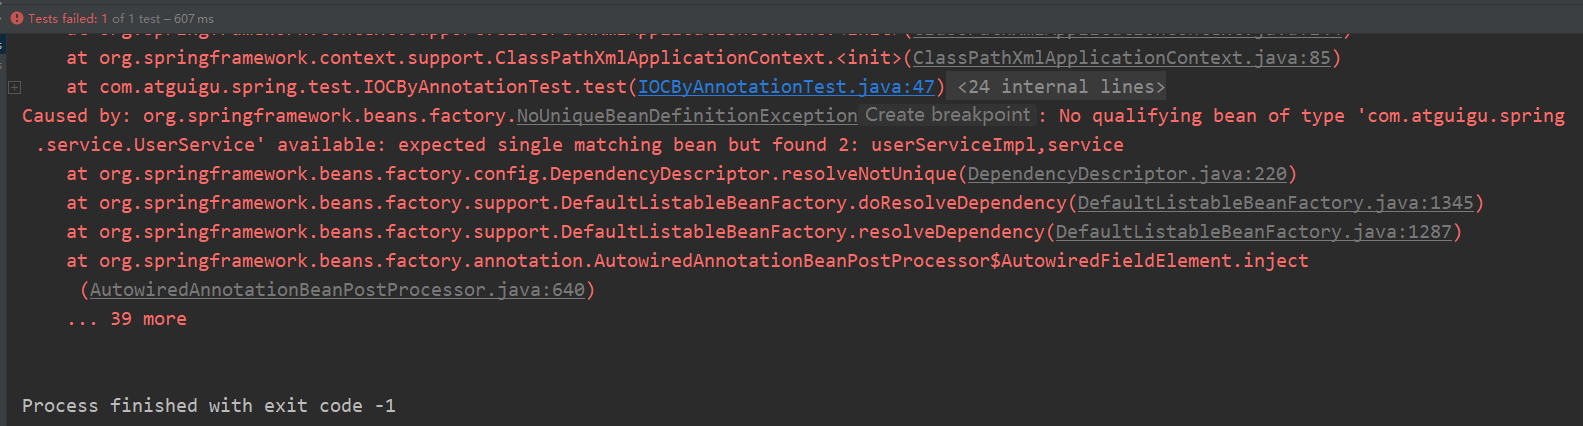 Tests failed: 1 of 1 test – 607 ms
at org.springframework.context.support.ClassPathXmlApplicationContext.<init>(ClassPathXmlApplicationContext.java:85)
at com.atguigu.spring.test.IOCByAnnotationTest.test(IOCByAnnotationTest.java:47) <24 internal lines>
Caused by: org.springframework.beans.factory.NoUniqueBeanDefinitionException Create breakpoint : No qualifying bean of type 'com.atguigu.spring
.service.UserService' available: expected single matching bean but found 2: userServiceImpl,service
at org.springframework.beans.factory.config.DependencyDescriptor.resolveNotUnique(DependencyDescriptor.java:220)
at org.springframework.beans.factory.support.DefaultListableBeanFactory.doResolveDependency(DefaultListableBeanFactory.java:1345)
at org.springframework.beans.factory.support.DefaultListableBeanFactory.resolveDependency(DefaultListableBeanFactory.java:1287)
at org.springframework.beans.factory.annotation.AutowiredAnnotationBeanPostProcessor$AutowiredFieldElement.inject
(AutowiredAnnotationBeanPostProcessor.java:640)
... 39 more
Process finished with exit code -1